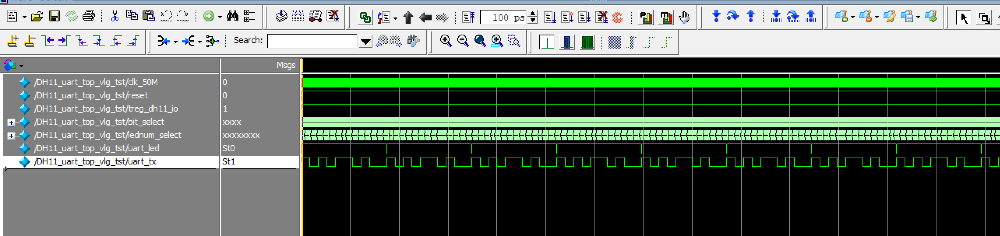 100 ps
Search:
Msgs
/DH11_uart_top_vlg_tst/clk_50M 0
/DH11_uart_top_vlg_tst/reset 0
/DH11_uart_top_vlg_tst/treg_dh11_io 1
/DH11_uart_top_vlg_tst/bit_select xxxx
/DH11_uart_top_vlg_tst/lednum_select xxxxxxxx
/DH11_uart_top_vlg_tst/uart_led St0
/DH11_uart_top_vlg_tst/uart_tx St1